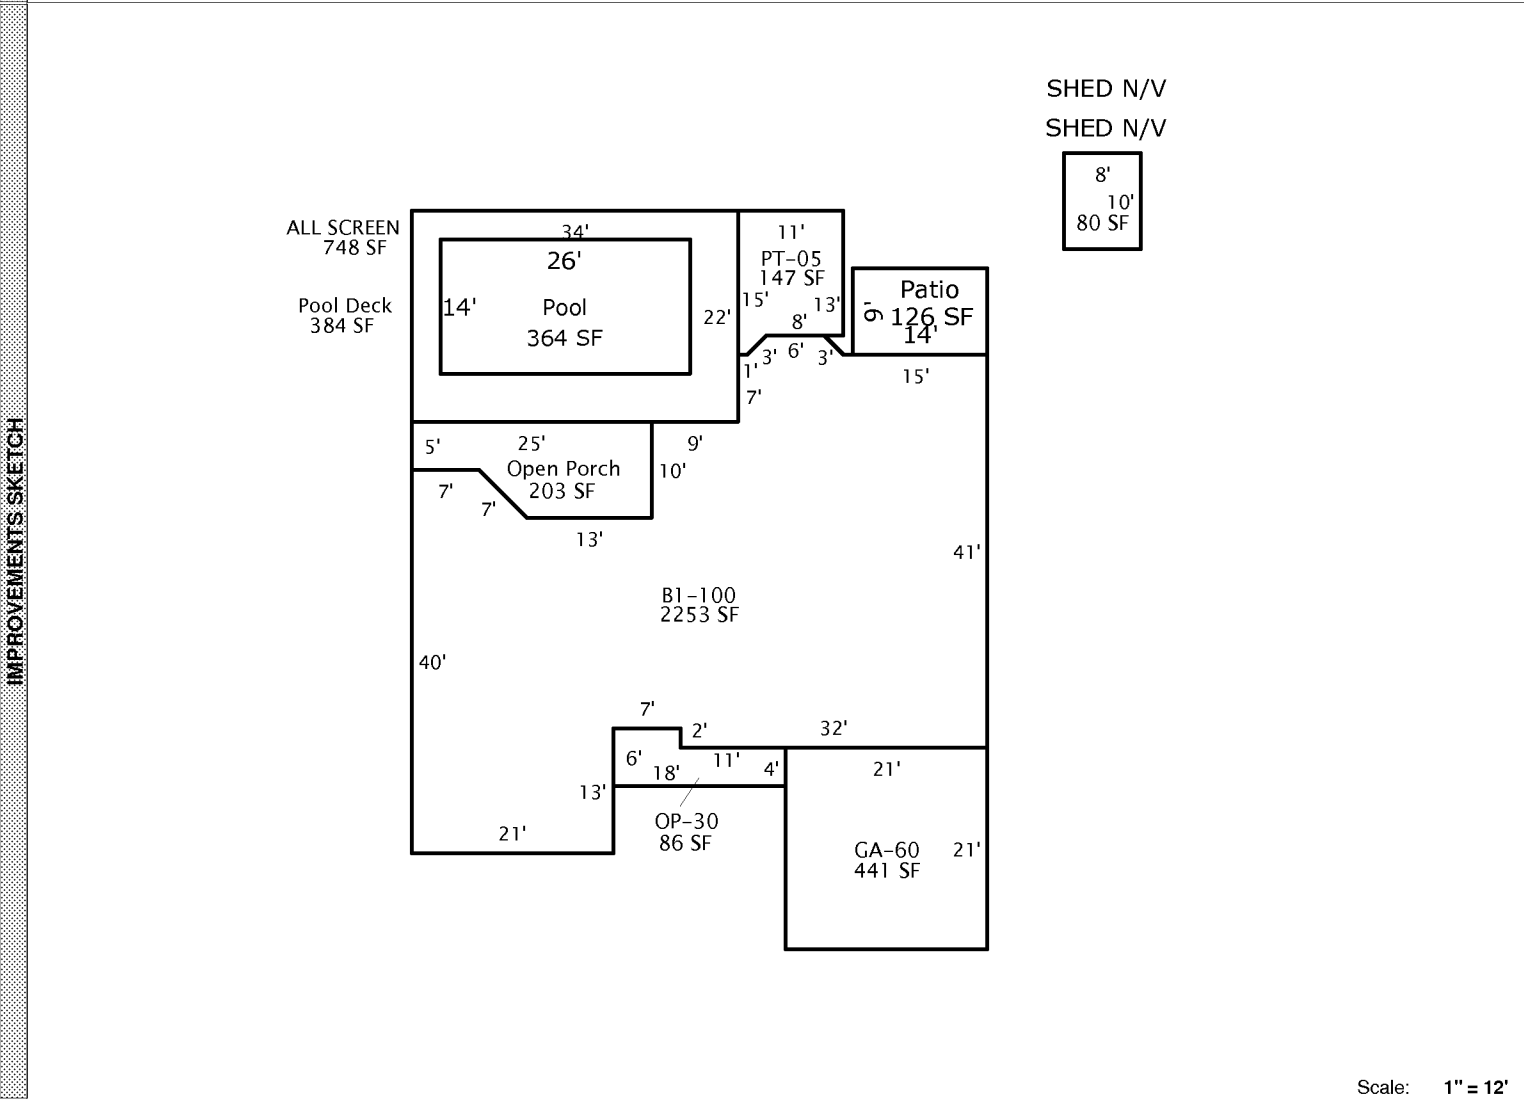 IMPROVEMENTS SKETCH
SHED N/V
SHED N/V
8'
10'
80 SF
ALL SCREEN
748 SF
34'
26'
14'
Pool
364 SF
22'
Pool Deck
384 SF
11'
PT-05
147 SF
15'
13'
8'
Patio
9'
126 SF
14'
3'
6'
3'
1'
7'
15'
5'
25'
9'
Open Porch
203 SF
10'
7'
7'
13'
41'
B1-100
2253 SF
40'
7'
2'
32'
6'
11'
18'
4'
21'
13'
OP-30
86 SF
21'
GA-60
441 SF
21'
Scale: 1" = 12'